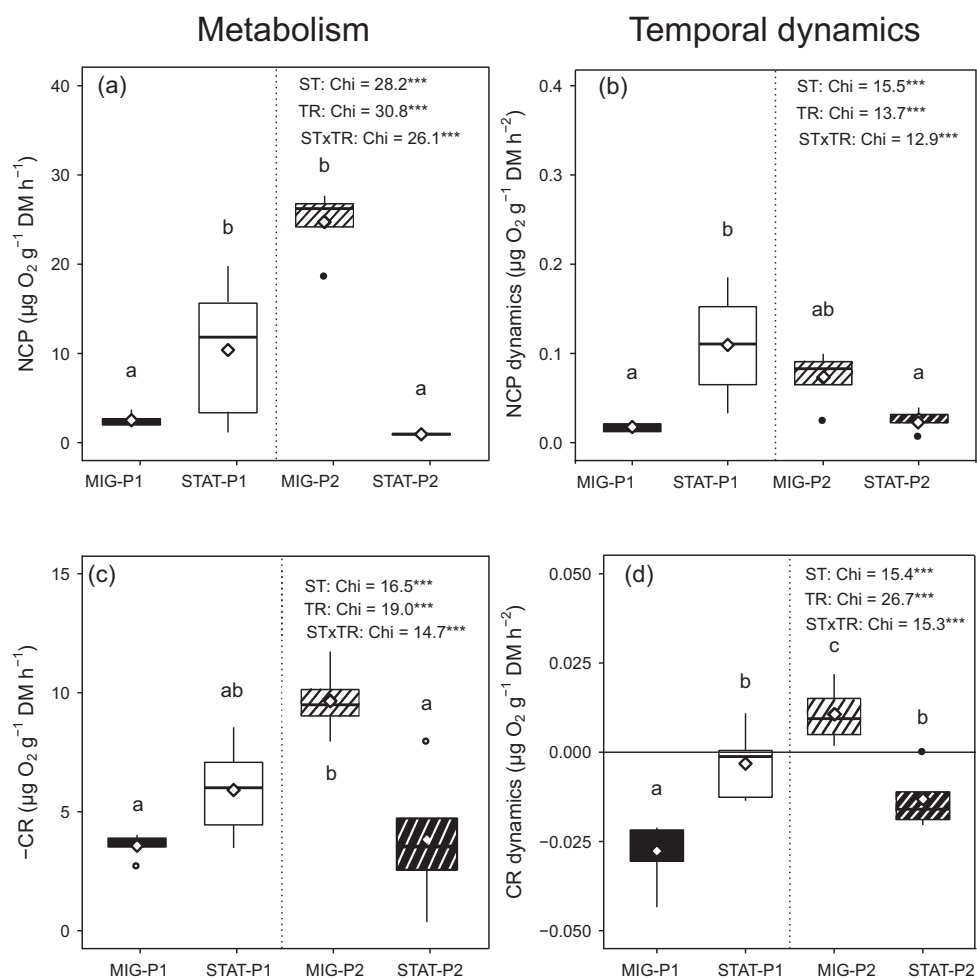 Metabolism
Temporal dynamics
(a)
ST: Chi = 28.2***
TR: Chi = 30.8***
STxTR: Chi = 26.1***
40
30
20
10
0
NCP (µg O₂ g⁻¹ DM h⁻¹)
a
b
b
a
MIG-P1 STAT-P1 MIG-P2 STAT-P2
(b)
ST: Chi = 15.5***
TR: Chi = 13.7***
STxTR: Chi = 12.9***
0.4
0.3
0.2
0.1
0.0
NCP dynamics (µg O₂ g⁻¹ DM h⁻²)
a
b
ab
a
MIG-P1 STAT-P1 MIG-P2 STAT-P2
(c)
ST: Chi = 16.5***
TR: Chi = 19.0***
STxTR: Chi = 14.7***
15
10
5
0
−CR (µg O₂ g⁻¹ DM h⁻¹)
a
ab
b
a
MIG-P1 STAT-P1 MIG-P2 STAT-P2
(d)
ST: Chi = 15.4***
TR: Chi = 26.7***
STxTR: Chi = 15.3***
0.050
0.025
0.000
−0.025
−0.050
CR dynamics (µg O₂ g⁻¹ DM h⁻²)
a
b
c
b
MIG-P1 STAT-P1 MIG-P2 STAT-P2